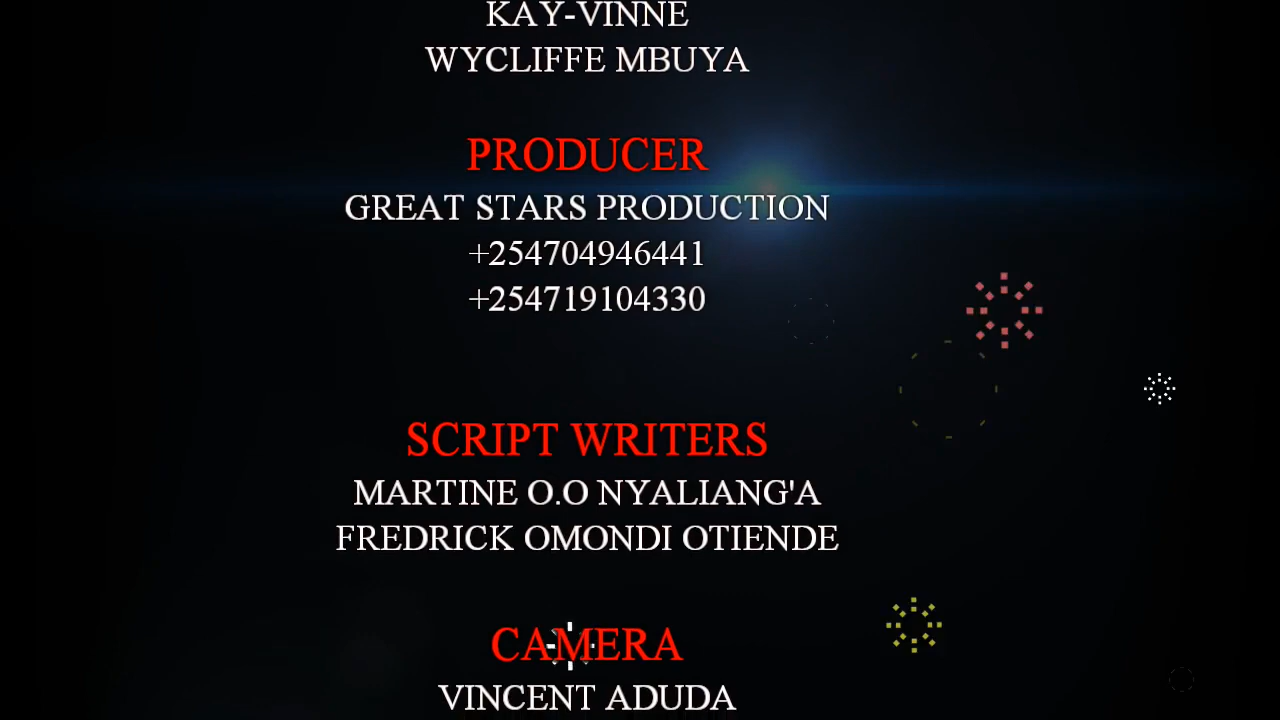 KAY-VINNE
WYCLIFFE MBUYA
PRODUCER
GREAT STARS PRODUCTION
+254704946441
+254719104330
SCRIPT WRITERS
MARTINE O.O NYALIANG'A
FREDRICK OMONDI OTIENDE
CAMERA
VINCENT ADUDA